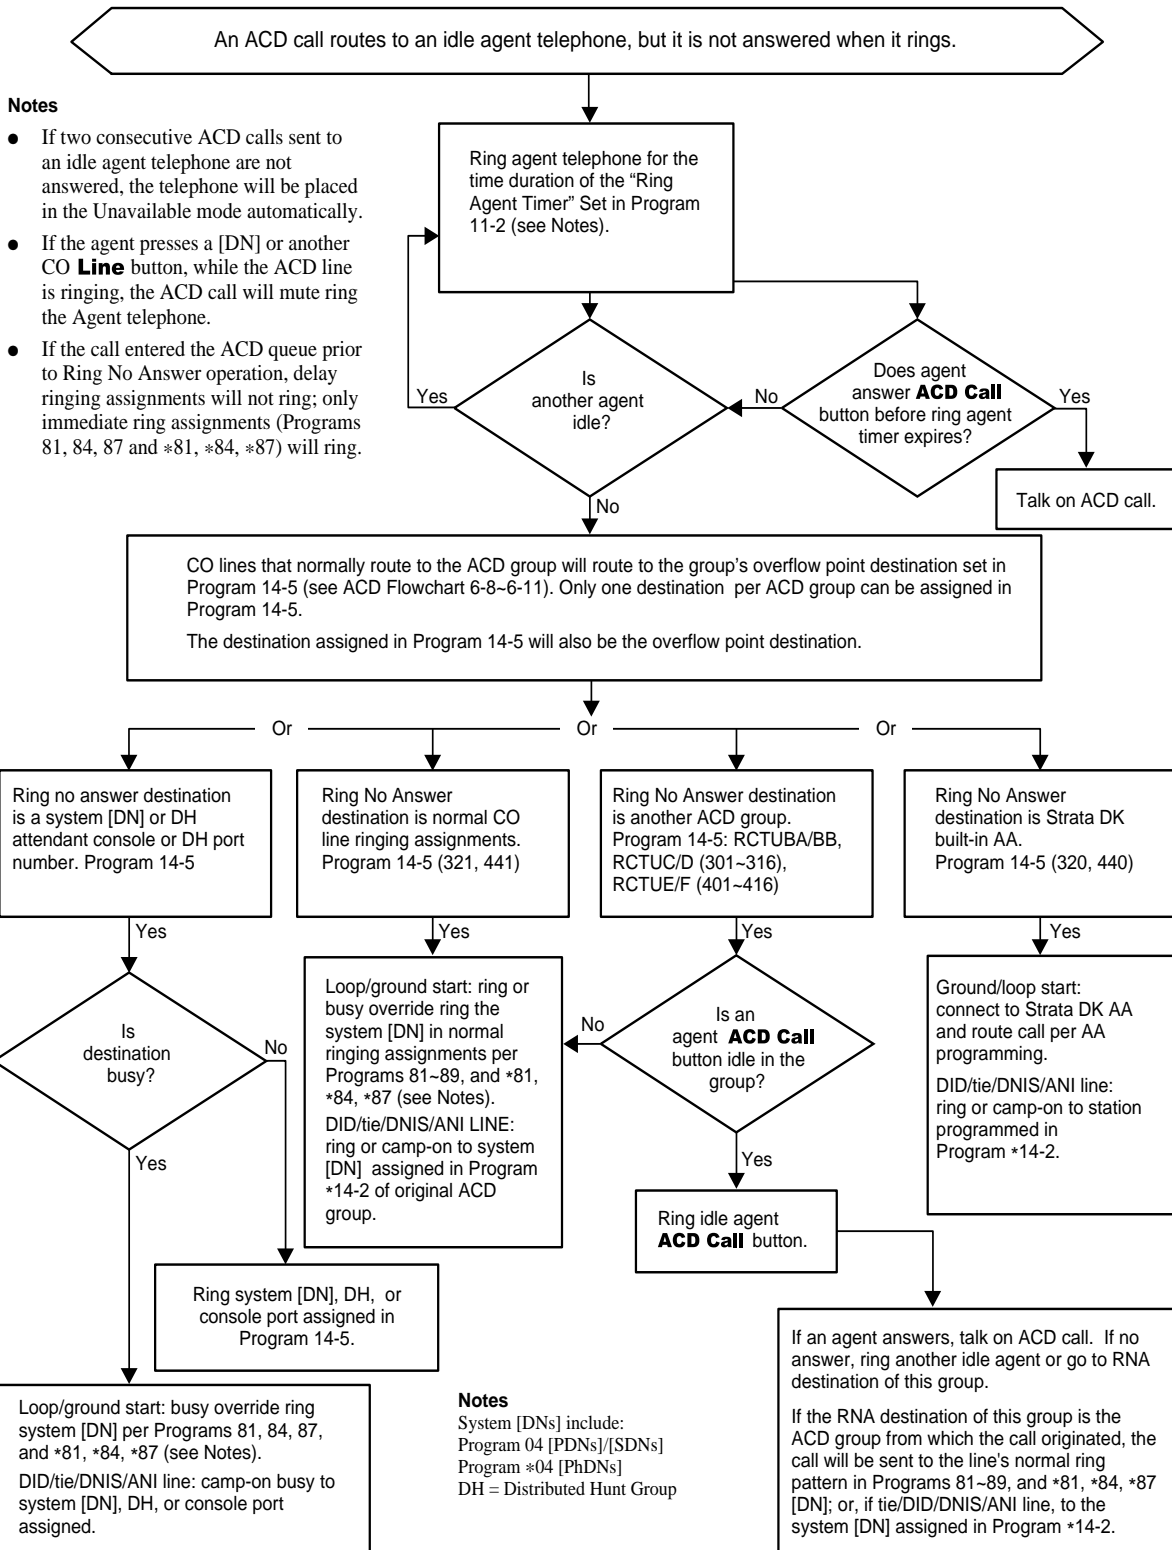 An ACD call routes to an idle agent telephone, but it is not answered when it rings.
Notes
● If two consecutive ACD calls sent to
an idle agent telephone are not
answered, the telephone will be placed
in the Unavailable mode automatically.
● If the agent presses a [DN] or another
CO Line button, while the ACD line
is ringing, the ACD call will mute ring
the Agent telephone.
● If the call entered the ACD queue prior
to Ring No Answer operation, delay
ringing assignments will not ring; only
immediate ring assignments (Programs
81, 84, 87 and *81, *84, *87) will ring.
Ring agent telephone for the
time duration of the “Ring
Agent Timer” Set in Program
11-2 (see Notes).
Is
another agent
idle?
Yes
No
No
Does agent
answer ACD Call
button before ring agent
timer expires?
Yes
Talk on ACD call.
CO lines that normally route to the ACD group will route to the group’s overflow point destination set in
Program 14-5 (see ACD Flowchart 6-8~6-11). Only one destination per ACD group can be assigned in
Program 14-5.
The destination assigned in Program 14-5 will also be the overflow point destination.
Or
Or
Or
Ring no answer destination
is a system [DN] or DH
attendant console or DH port
number. Program 14-5
Ring No Answer
destination is normal CO
line ringing assignments.
Program 14-5 (321, 441)
Ring No Answer destination
is another ACD group.
Program 14-5: RCTUBA/BB,
RCTUC/D (301~316),
RCTUE/F (401~416)
Ring No Answer
destination is Strata DK
built-in AA.
Program 14-5 (320, 440)
Yes
Yes
Yes
Yes
Is
destination
busy?
No
Yes
Loop/ground start: ring or
busy override ring the
system [DN] in normal
ringing assignments per
Programs 81~89, and *81,
*84, *87 (see Notes).
DID/tie/DNIS/ANI LINE:
ring or camp-on to system
[DN] assigned in Program
*14-2 of original ACD
group.
No
Is an
agent ACD Call
button idle in the
group?
Yes
Ground/loop start:
connect to Strata DK AA
and route call per AA
programming.
DID/tie/DNIS/ANI line:
ring or camp-on to station
programmed in
Program *14-2.
Ring idle agent
ACD Call button.
Ring system [DN], DH, or
console port assigned in
Program 14-5.
Loop/ground start: busy override ring
system [DN] per Programs 81, 84, 87,
and *81, *84, *87 (see Notes).
DID/tie/DNIS/ANI line: camp-on busy to
system [DN], DH, or console port
assigned.
Notes
System [DNs] include:
Program 04 [PDNs]/[SDNs]
Program *04 [PhDNs]
DH = Distributed Hunt Group
If an agent answers, talk on ACD call. If no
answer, ring another idle agent or go to RNA
destination of this group.
If the RNA destination of this group is the
ACD group from which the call originated, the
call will be sent to the line’s normal ring
pattern in Programs 81~89, and *81, *84, *87
[DN]; or, if tie/DID/DNIS/ANI line, to the
system [DN] assigned in Program *14-2.